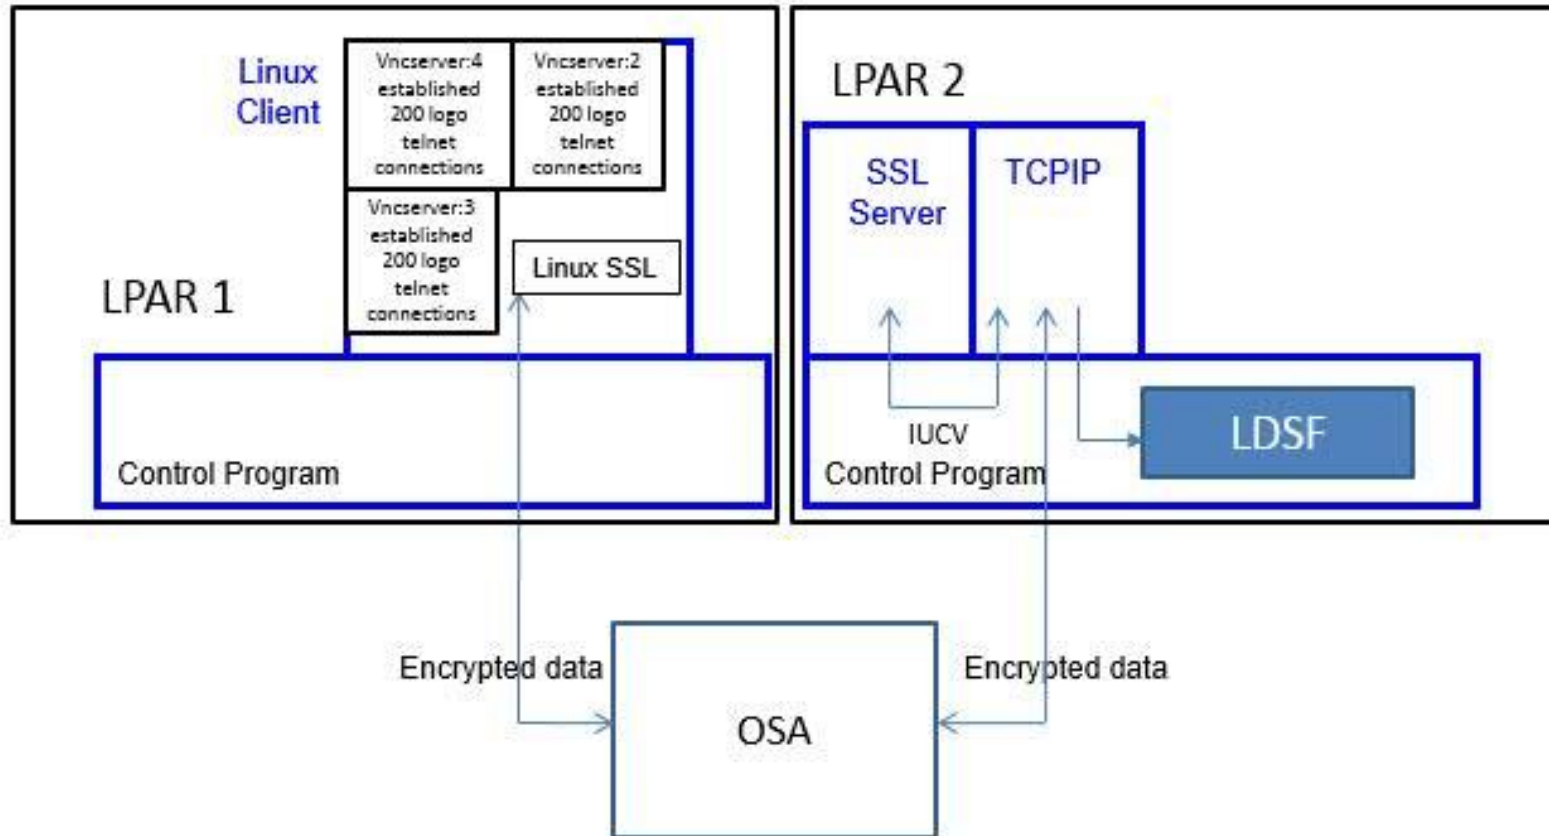 Linux
Client
Vncserver:4
established
200 logo
telnet
connections
Vncserver:2
established
200 logo
telnet
connections
Vncserver:3
established
200 logo
telnet
connections
Linux SSL
LPAR 1
Control Program
LPAR 2
SSL
Server
TCPIP
IUCV
LDSF
Control Program
Encrypted data
Encrypted data
OSA